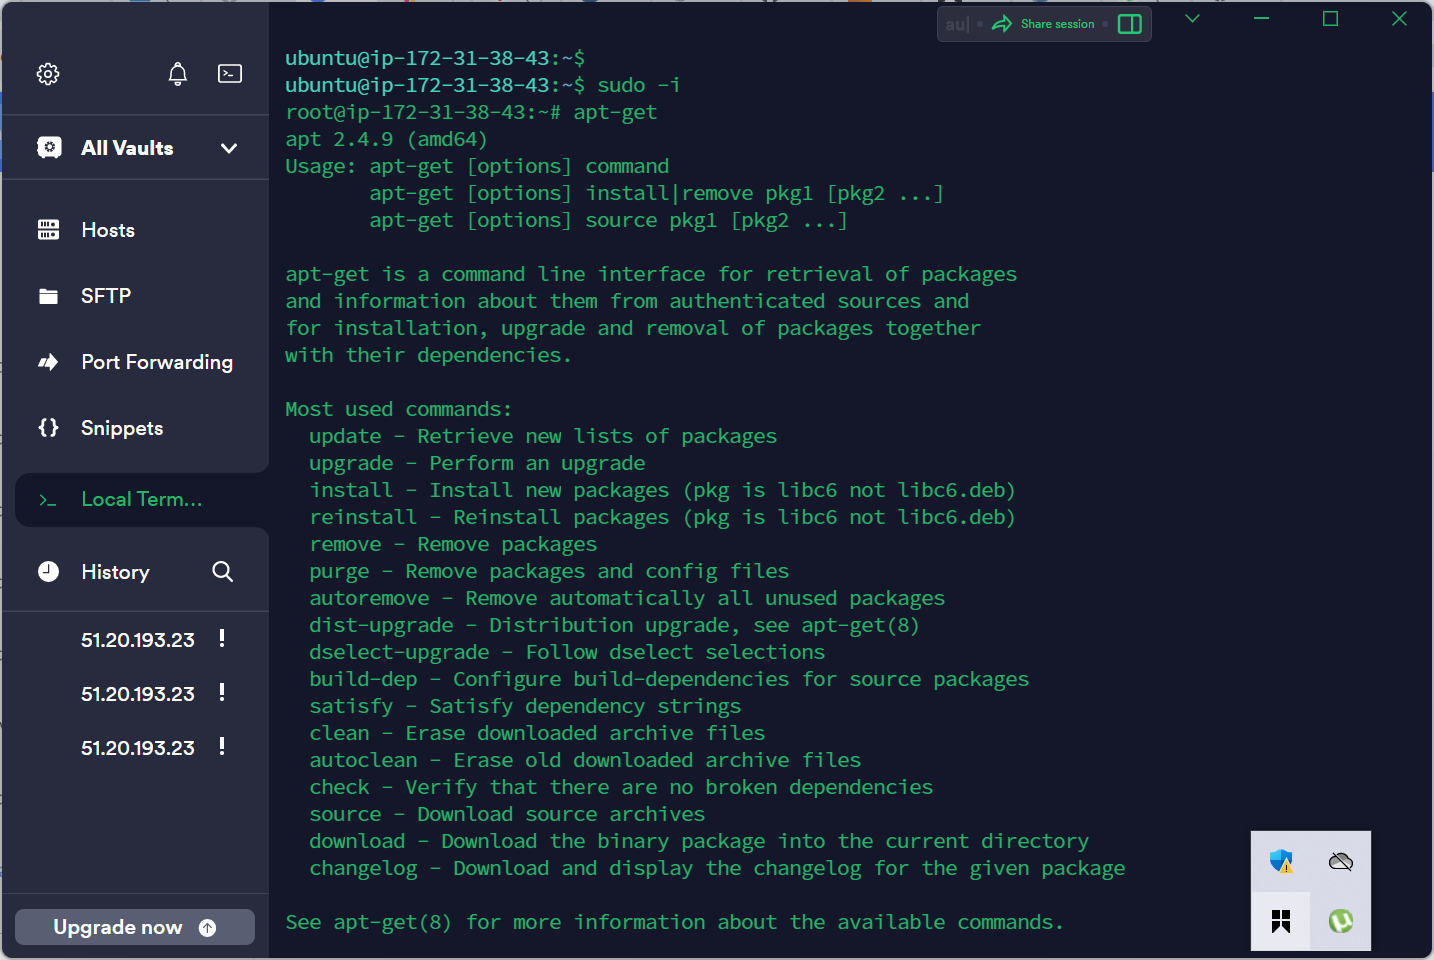 au|
Share session
All Vaults
Hosts
SFTP
Port Forwarding
Snippets
Local Term...
History
51.20.193.23 !
51.20.193.23 !
51.20.193.23 !
Upgrade now
ubuntu@ip-172-31-38-43:~$
ubuntu@ip-172-31-38-43:~$ sudo -i
root@ip-172-31-38-43:~# apt-get
apt 2.4.9 (amd64)
Usage: apt-get [options] command
apt-get [options] install|remove pkg1 [pkg2 ...]
apt-get [options] source pkg1 [pkg2 ...]
apt-get is a command line interface for retrieval of packages
and information about them from authenticated sources and
for installation, upgrade and removal of packages together
with their dependencies.
Most used commands:
update - Retrieve new lists of packages
upgrade - Perform an upgrade
install - Install new packages (pkg is libc6 not libc6.deb)
reinstall - Reinstall packages (pkg is libc6 not libc6.deb)
remove - Remove packages
purge - Remove packages and config files
autoremove - Remove automatically all unused packages
dist-upgrade - Distribution upgrade, see apt-get(8)
dselect-upgrade - Follow dselect selections
build-dep - Configure build-dependencies for source packages
satisfy - Satisfy dependency strings
clean - Erase downloaded archive files
autoclean - Erase old downloaded archive files
check - Verify that there are no broken dependencies
source - Download source archives
download - Download the binary package into the current directory
changelog - Download and display the changelog for the given package
See apt-get(8) for more information about the available commands.